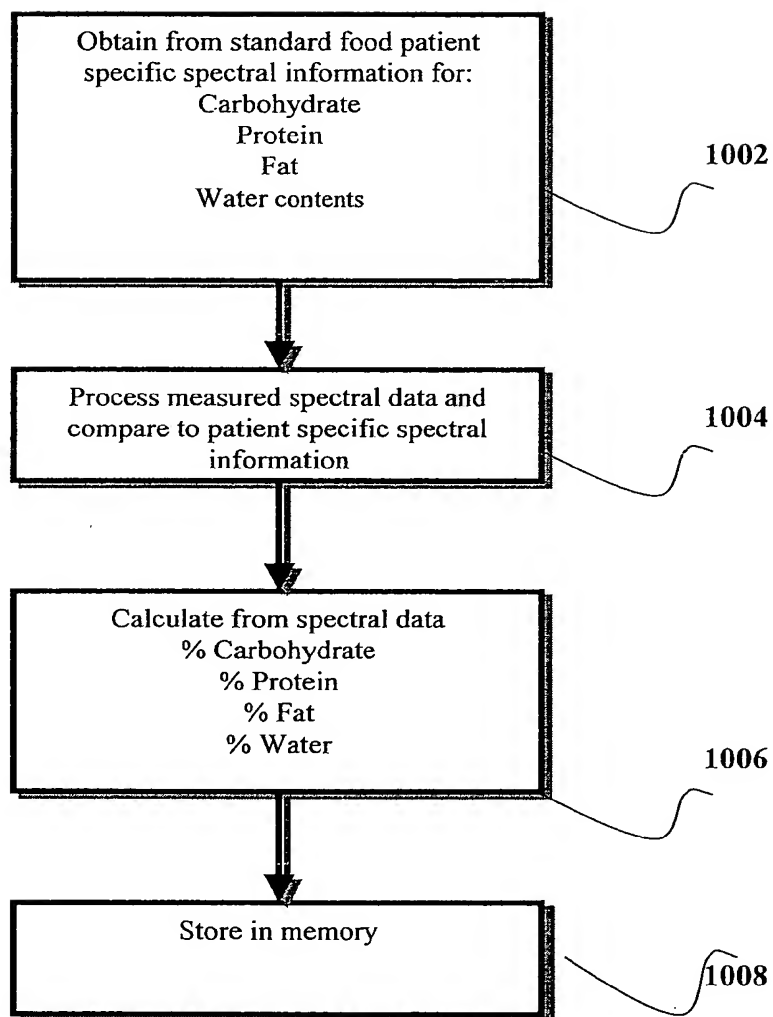 Obtain from standard food patient
specific spectral information for:
Carbohydrate
Protein
Fat
Water contents
1002
Process measured spectral data and
compare to patient specific spectral
information
1004
Calculate from spectral data
% Carbohydrate
% Protein
% Fat
% Water
1006
Store in memory
1008